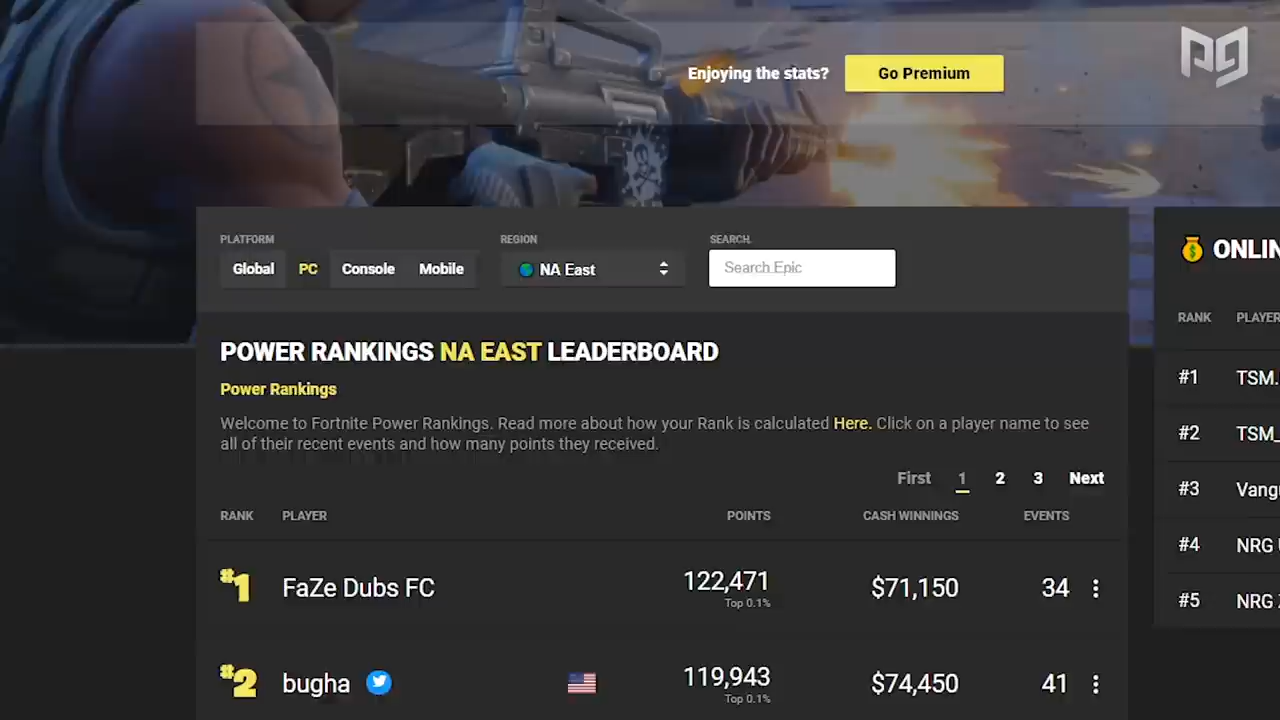 Enjoying the stats? Go Premium
PG
PLATFORM REGION SEARCH
Global PC Console Mobile NA East Search Epic
POWER RANKINGS NA EAST LEADERBOARD
Power Rankings
Welcome to Fortnite Power Rankings. Read more about how your Rank is calculated Here. Click on a player name to see
all of their recent events and how many points they received.
First 1 2 3 Next
RANK PLAYER POINTS CASH WINNINGS EVENTS
#1 FaZe Dubs FC 122,471 $71,150 34
Top 0.1%
#2 bugha 119,943 $74,450 41
Top 0.1%
ONLIN
RANK PLAYER
#1 TSM.
#2 TSM_
#3 Vang
#4 NRG
#5 NRG